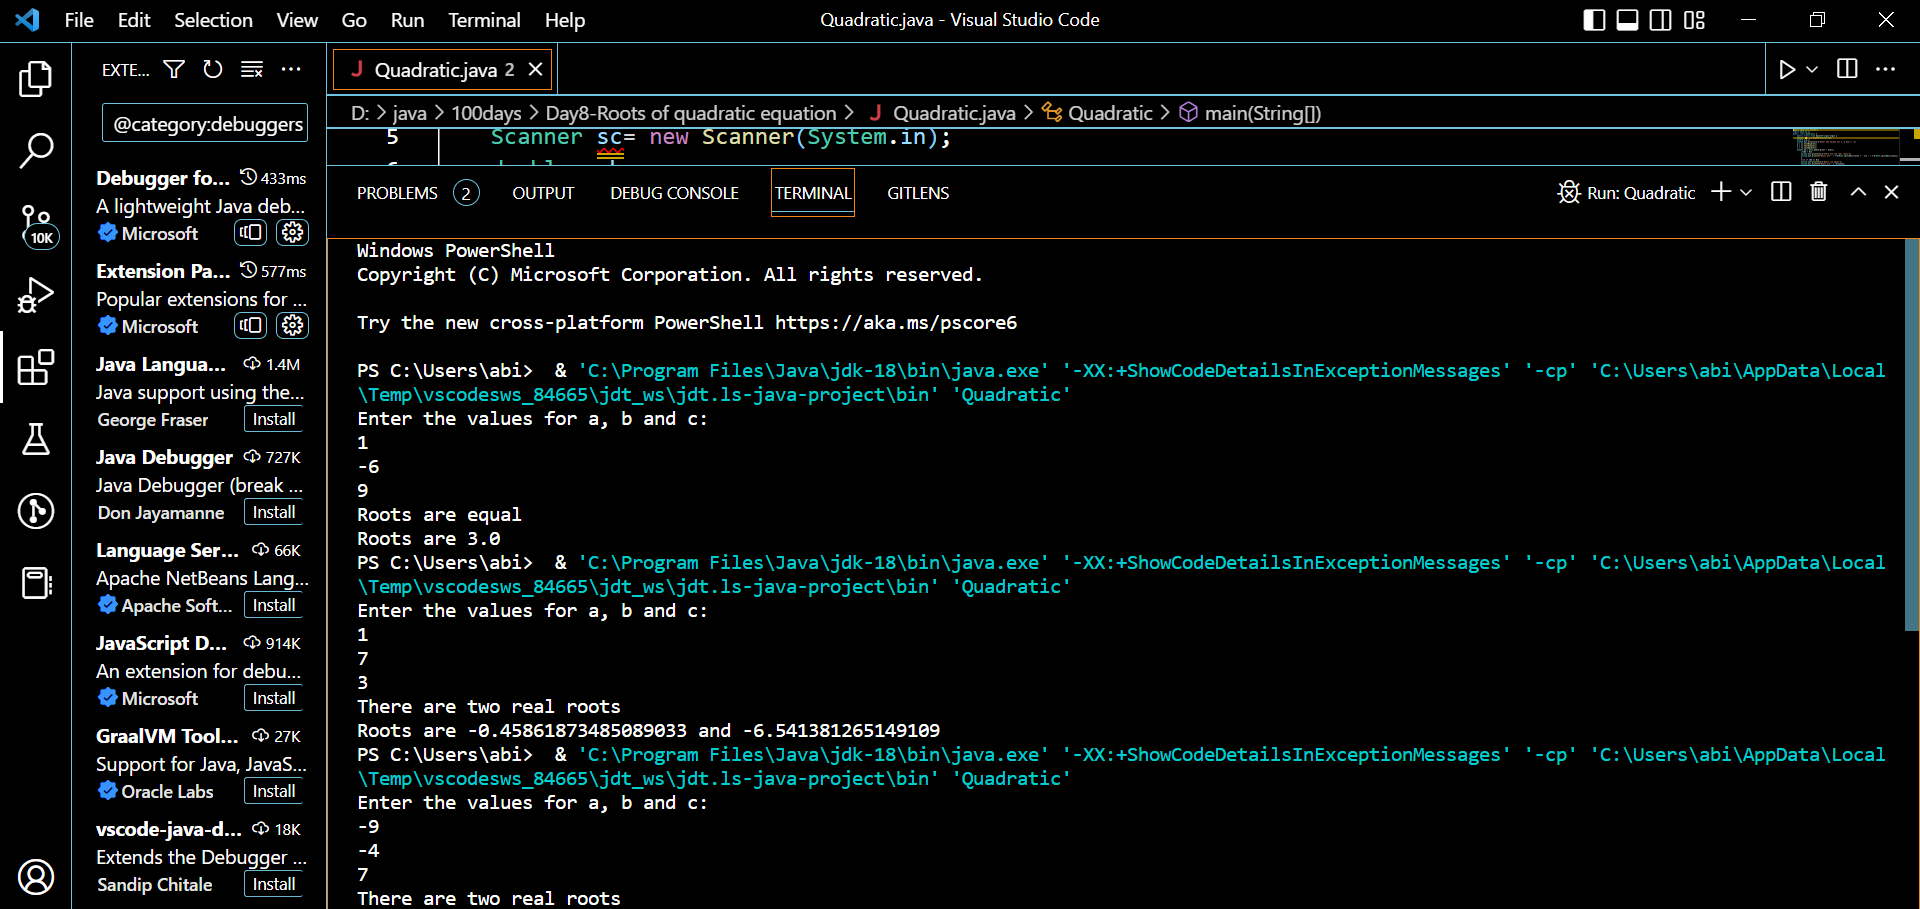 File Edit Selection View Go Run Terminal Help
Quadratic.java - Visual Studio Code
EXTE...
@category:debuggers
Debugger fo... 433ms
A lightweight Java deb...
Microsoft
Extension Pa... 577ms
Popular extensions for ...
Microsoft
Java Langua... 1.4M
Java support using the...
George Fraser Install
Java Debugger 727K
Java Debugger (break ...
Don Jayamanne Install
Language Ser... 66K
Apache NetBeans Lang...
Apache Soft... Install
JavaScript D... 914K
An extension for debu...
Microsoft Install
GraalVM Tool... 27K
Support for Java, JavaS...
Oracle Labs Install
vscode-java-d... 18K
Extends the Debugger ...
Sandip Chitale Install
10K
J Quadratic.java 2
D: > java > 100days > Day8-Roots of quadratic equation > J Quadratic.java > Quadratic > main(String[])
5 Scanner sc= new Scanner(System.in);
PROBLEMS 2 OUTPUT DEBUG CONSOLE TERMINAL GITLENS
Run: Quadratic
Windows PowerShell
Copyright (C) Microsoft Corporation. All rights reserved.
Try the new cross-platform PowerShell https://aka.ms/pscore6
PS C:\Users\abi>  & 'C:\Program Files\Java\jdk-18\bin\java.exe' '-XX:+ShowCodeDetailsInExceptionMessages' '-cp' 'C:\Users\abi\AppData\Local
\Temp\vscodesws_84665\jdt_ws\jdt.ls-java-project\bin' 'Quadratic'
Enter the values for a, b and c:
1
-6
9
Roots are equal
Roots are 3.0
PS C:\Users\abi>  & 'C:\Program Files\Java\jdk-18\bin\java.exe' '-XX:+ShowCodeDetailsInExceptionMessages' '-cp' 'C:\Users\abi\AppData\Local
\Temp\vscodesws_84665\jdt_ws\jdt.ls-java-project\bin' 'Quadratic'
Enter the values for a, b and c:
1
7
3
There are two real roots
Roots are -0.45861873485089033 and -6.541381265149109
PS C:\Users\abi>  & 'C:\Program Files\Java\jdk-18\bin\java.exe' '-XX:+ShowCodeDetailsInExceptionMessages' '-cp' 'C:\Users\abi\AppData\Local
\Temp\vscodesws_84665\jdt_ws\jdt.ls-java-project\bin' 'Quadratic'
Enter the values for a, b and c:
-9
-4
7
There are two real roots